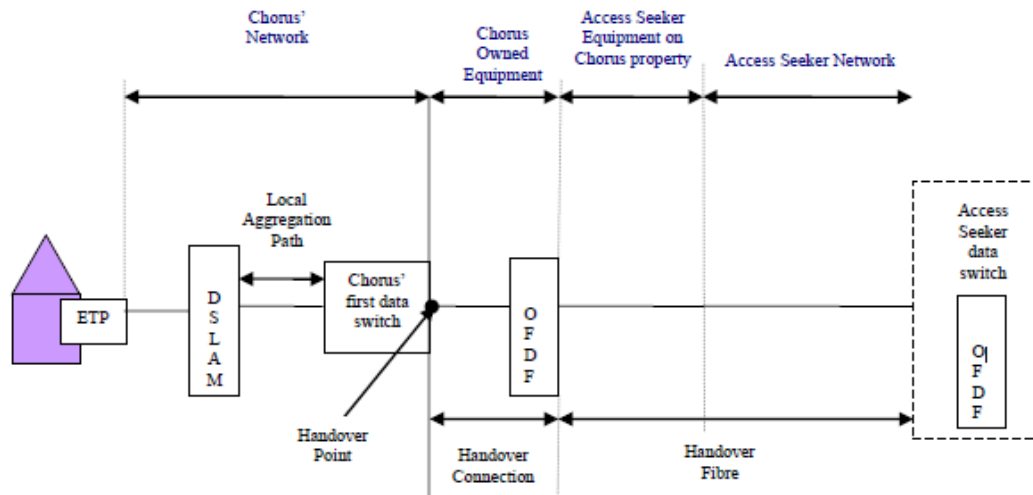 Chorus'
Network
Chorus
Owned
Equipment
Access Seeker
Equipment on
Chorus property
Access Seeker Network
Local
Aggregation
Path
ETP
D
S
L
A
M
Chorus'
first data
switch
O
F
D
F
Access
Seeker
data
switch
O
F
D
F
Handover
Point
Handover
Connection
Handover
Fibre